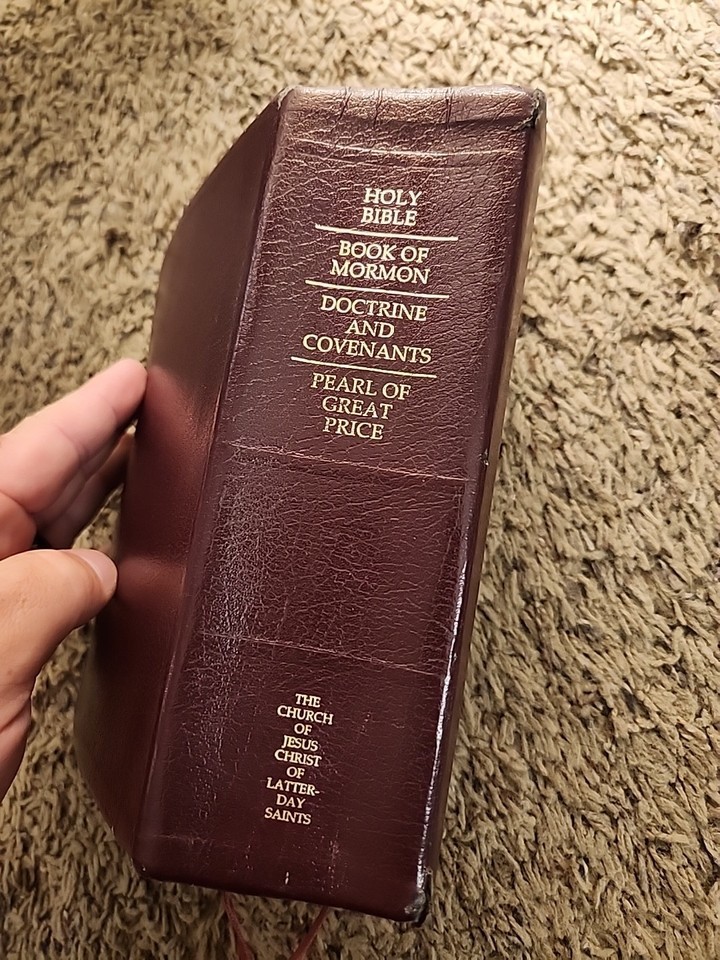 HOLY
BIBLE
BOOK OF
MORMON
DOCTRINE
AND
COVENANTS
PEARL OF
GREAT
PRICE
THE
CHURCH
OF
JESUS
CHRIST
OF
LATTER-
DAY
SAINTS